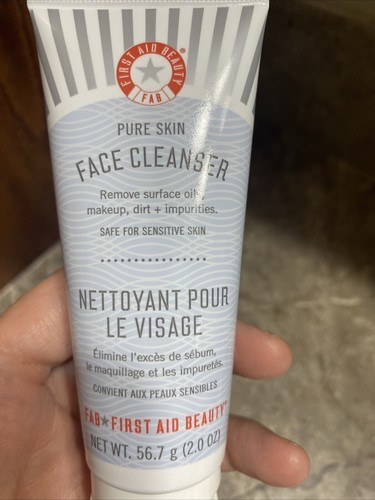 FIRST AID BEAUTY®
FAB
PURE SKIN
FACE CLEANSER
Remove surface oil,
makeup, dirt + impurities.
SAFE FOR SENSITIVE SKIN
NETTOYANT POUR
LE VISAGE
Élimine l'excès de sébum,
le maquillage et les impuretés.
CONVIENT AUX PEAUX SENSIBLES
FAB★FIRST AID BEAUTY®
NET WT. 56.7 g (2.0 OZ)